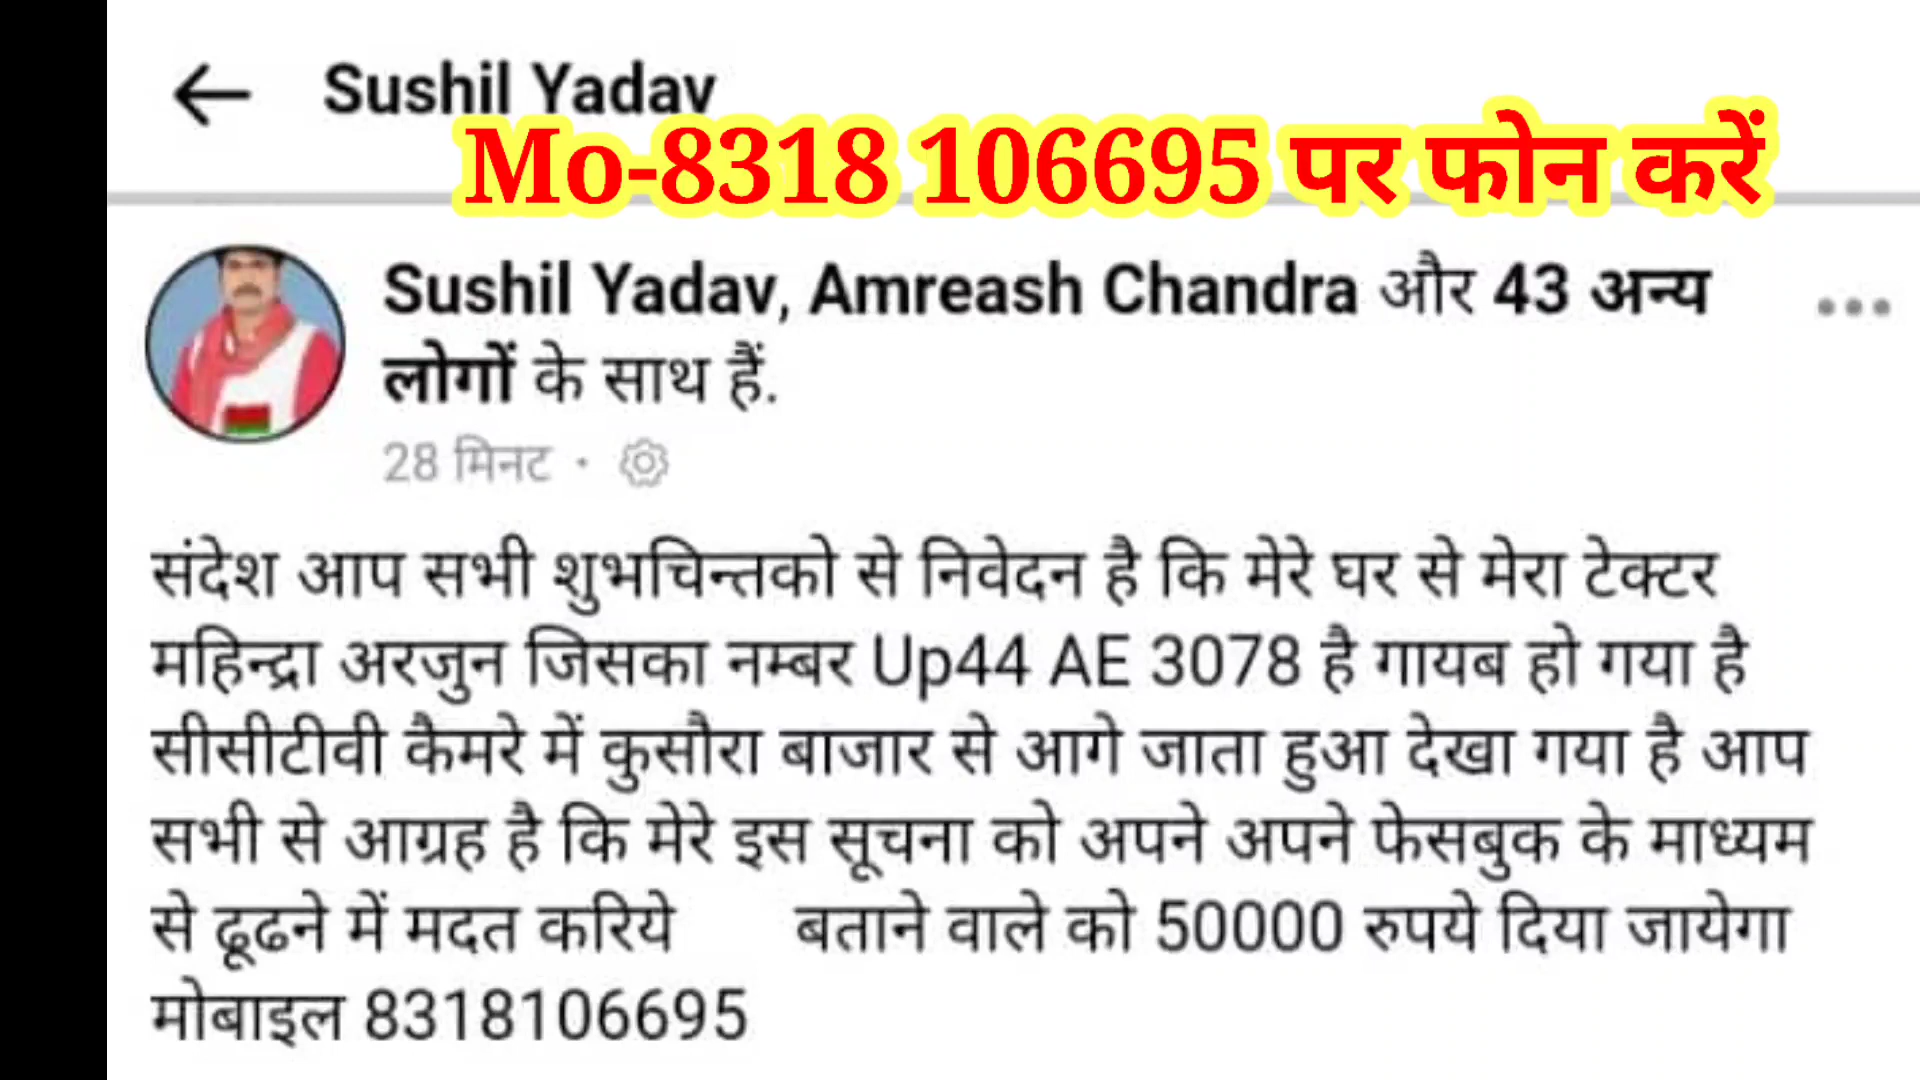 Sushil Yadav
Mo-8318 106695 पर फोन करें
Sushil Yadav, Amreash Chandra और 43 अन्य
लोगों के साथ हैं.
28 मिनट ·
संदेश आप सभी शुभचिन्तको से निवेदन है कि मेरे घर से मेरा टेक्टर
महिन्द्रा अरजुन जिसका नम्बर Up44 AE 3078 है गायब हो गया है
सीसीटीवी कैमरे में कुसौरा बाजार से आगे जाता हुआ देखा गया है आप
सभी से आग्रह है कि मेरे इस सूचना को अपने अपने फेसबुक के माध्यम
से ढूढने में मदत करिये बताने वाले को 50000 रुपये दिया जायेगा
मोबाइल 8318106695